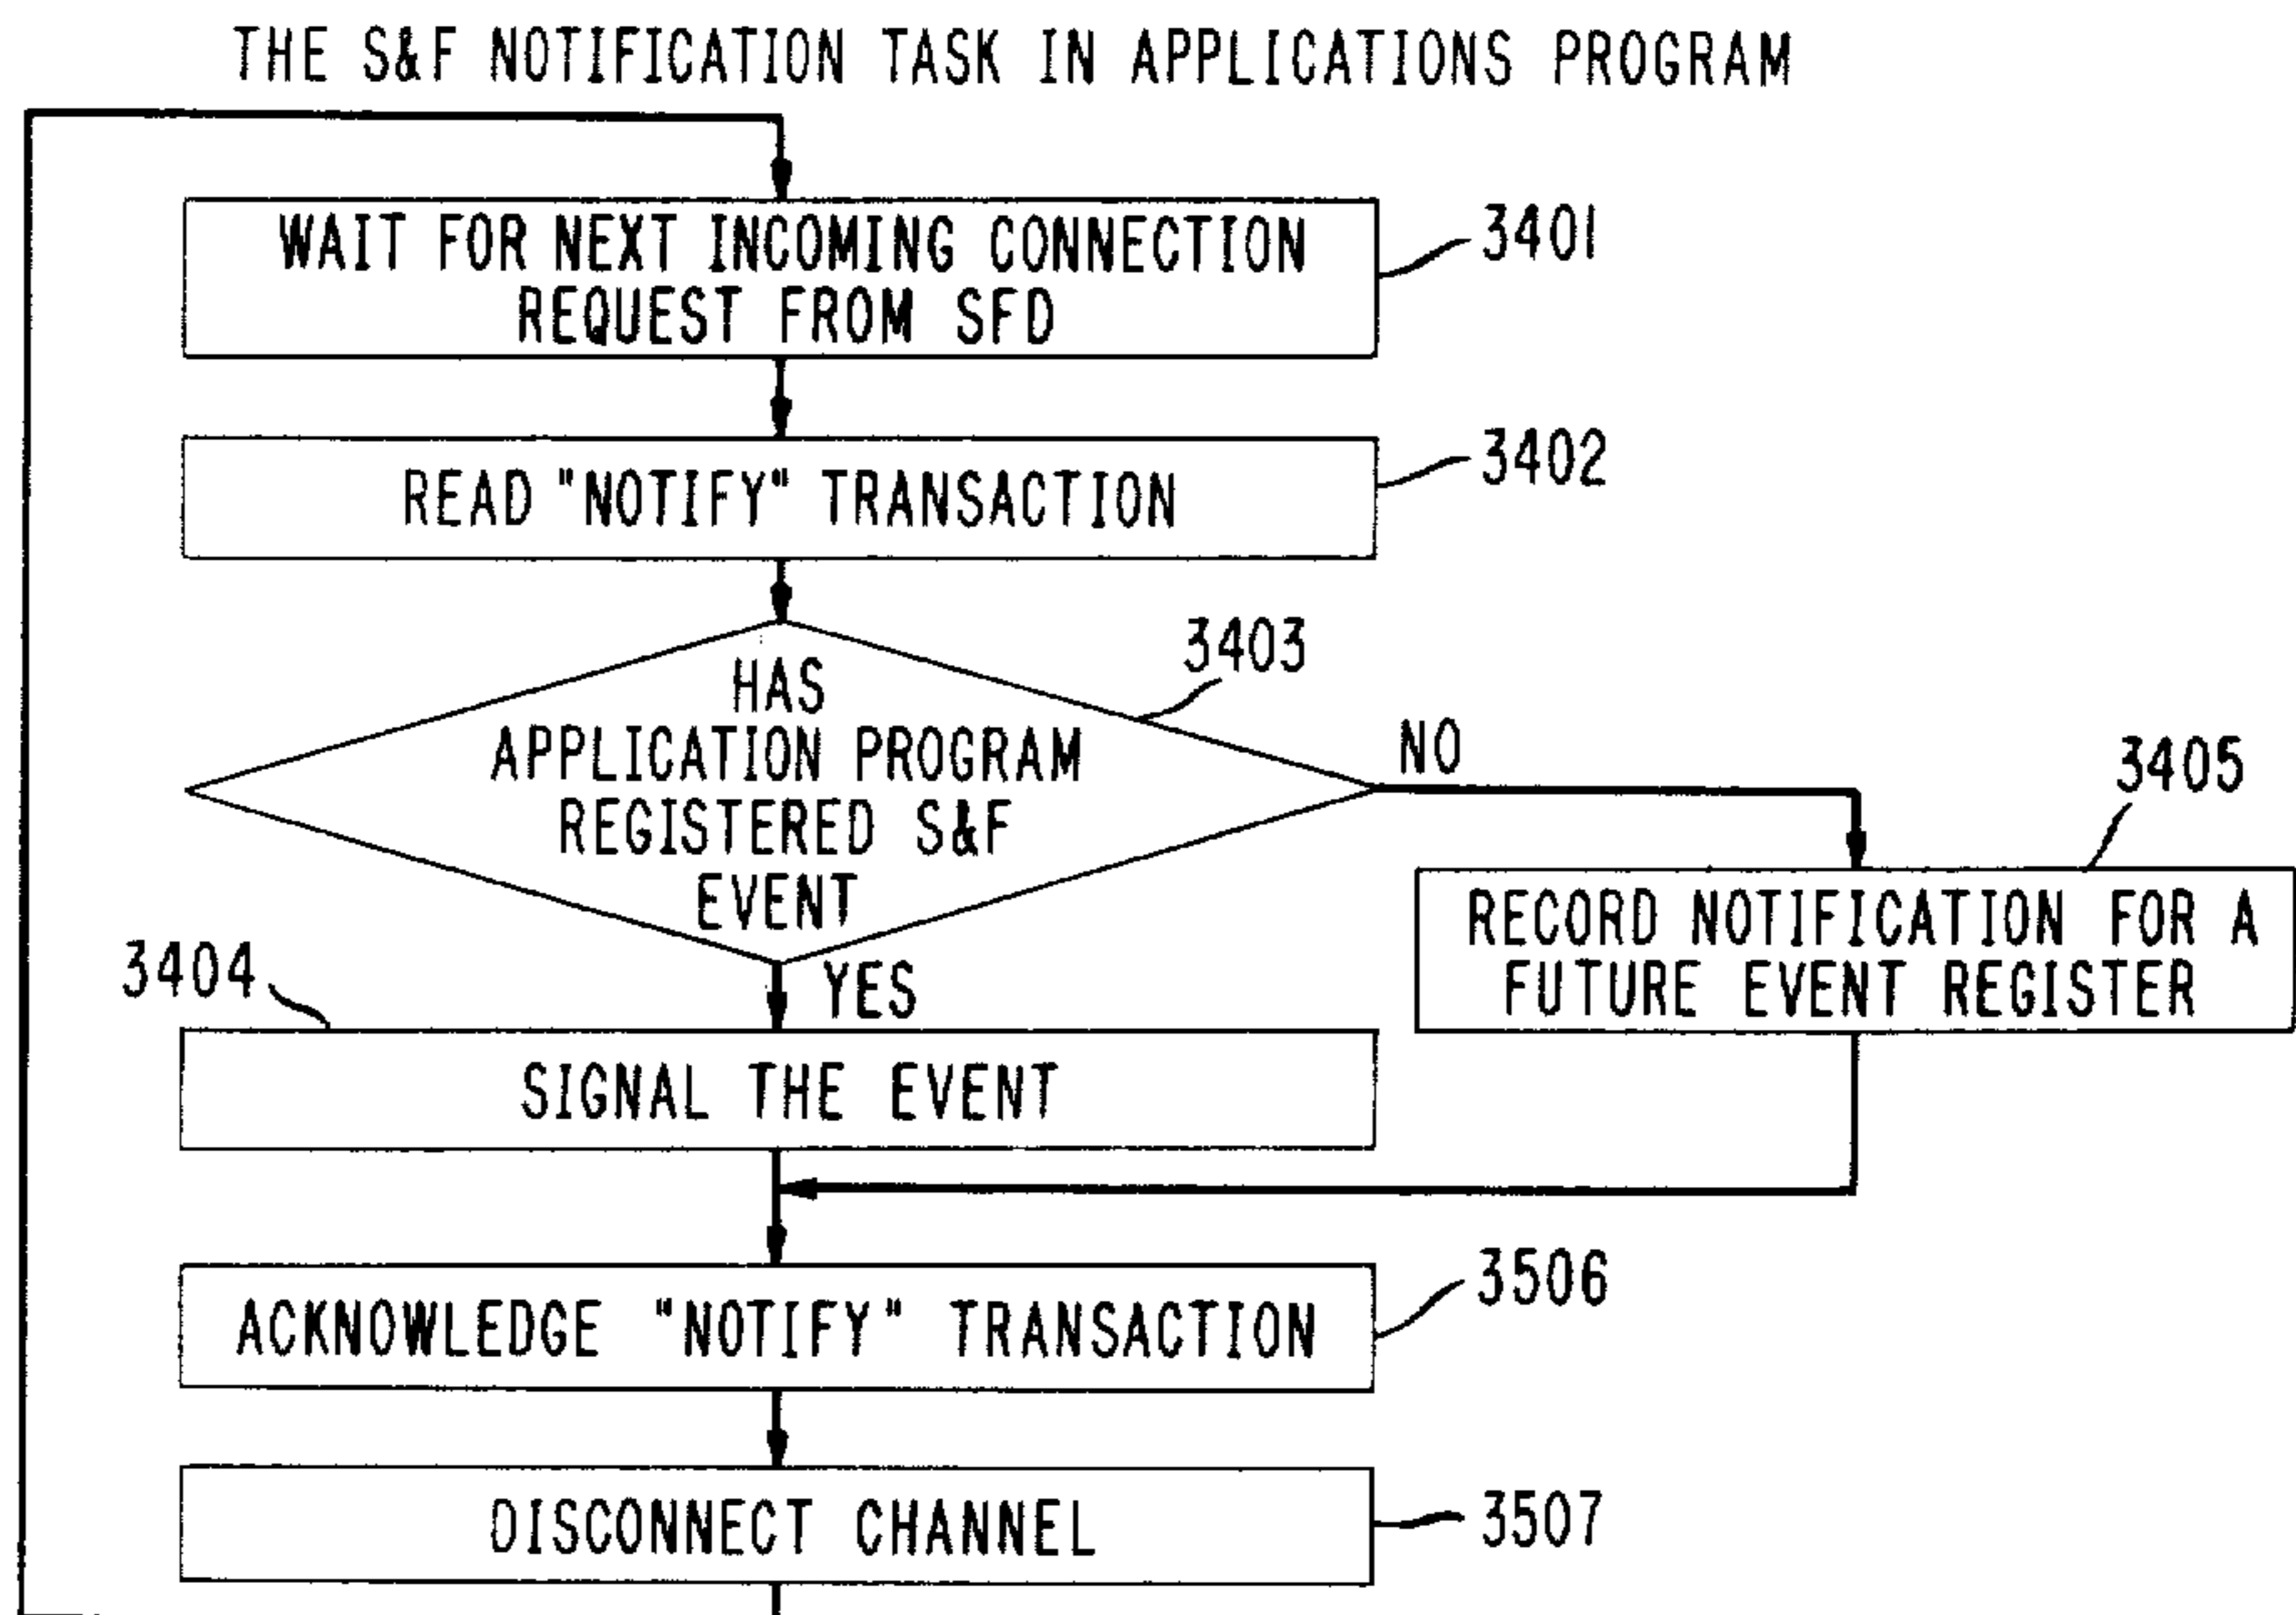 THE S&F NOTIFICATION TASK IN APPLICATIONS PROGRAM
WAIT FOR NEXT INCOMING CONNECTION
REQUEST FROM SFD
3401
READ "NOTIFY" TRANSACTION
3402
HAS
APPLICATION PROGRAM
REGISTERED S&F
EVENT
3403
NO
3405
RECORD NOTIFICATION FOR A
FUTURE EVENT REGISTER
3404
YES
SIGNAL THE EVENT
ACKNOWLEDGE "NOTIFY" TRANSACTION
3506
DISCONNECT CHANNEL
3507